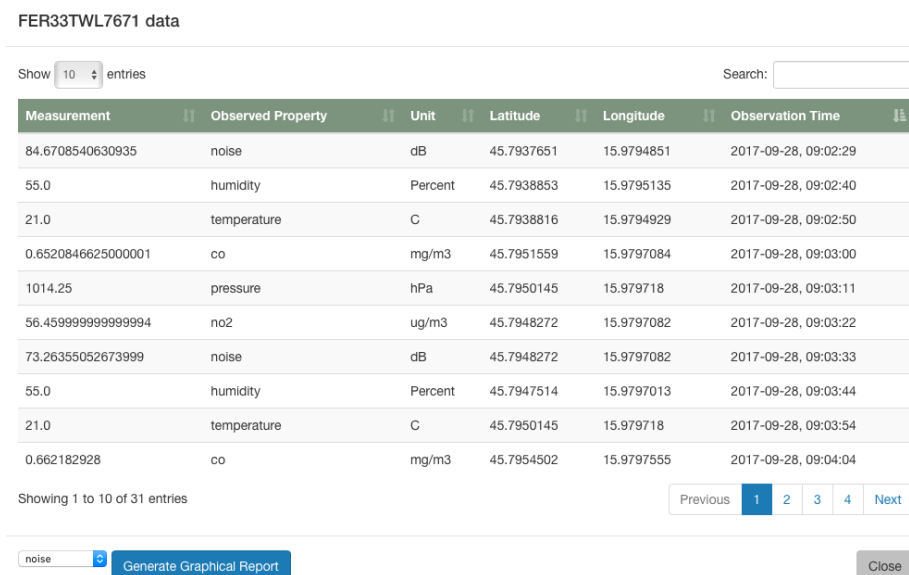 FER33TWL7671 data
Show 10 entries Search:
Measurement Observed Property Unit Latitude Longitude Observation Time
84.6708540630935 noise dB 45.7937651 15.9794851 2017-09-28, 09:02:29
55.0 humidity Percent 45.7938853 15.9795135 2017-09-28, 09:02:40
21.0 temperature C 45.7938816 15.9794929 2017-09-28, 09:02:50
0.6520846625000001 co mg/m3 45.7951559 15.9797084 2017-09-28, 09:03:00
1014.25 pressure hPa 45.7950145 15.979718 2017-09-28, 09:03:11
56.459999999999994 no2 ug/m3 45.7948272 15.9797082 2017-09-28, 09:03:22
73.26355052673999 noise dB 45.7948272 15.9797082 2017-09-28, 09:03:33
55.0 humidity Percent 45.7947514 15.9797013 2017-09-28, 09:03:44
21.0 temperature C 45.7950145 15.979718 2017-09-28, 09:03:54
0.662182928 co mg/m3 45.7954502 15.9797555 2017-09-28, 09:04:04
Showing 1 to 10 of 31 entries Previous 1 2 3 4 Next
noise Generate Graphical Report Close